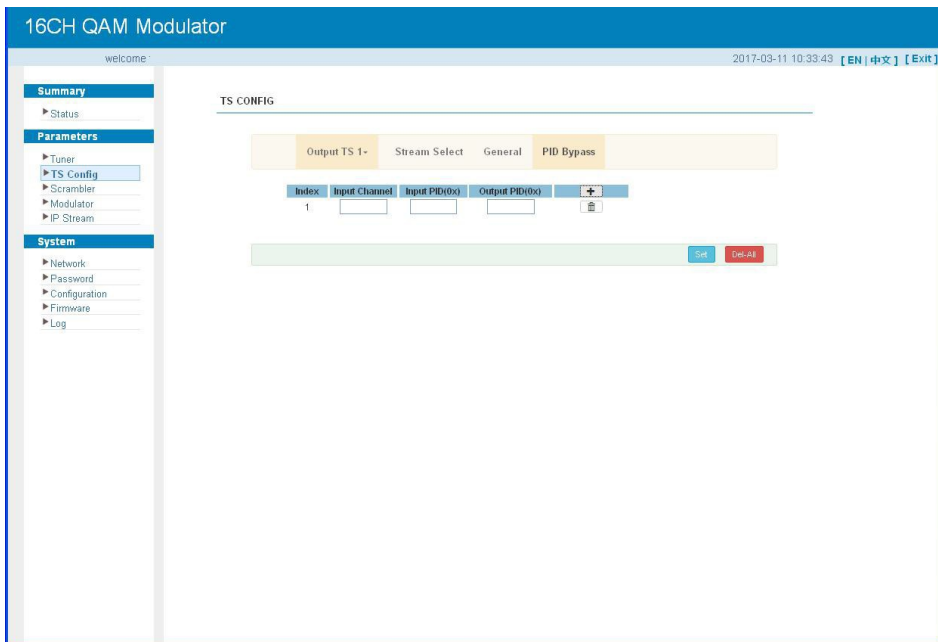 16CH QAM Modulator
welcome
2017-03-11 10:33:43 [ EN | 中文 ] [ Exit ]
Summary
Status
Parameters
Tuner
TS Config
Scrambler
Modulator
IP Stream
System
Network
Password
Configuration
Firmware
Log
TS CONFIG
Output TS 1 Stream Select General PID Bypass
Index Input Channel Input PID(0x) Output PID(0x) +
1
Set Del-All